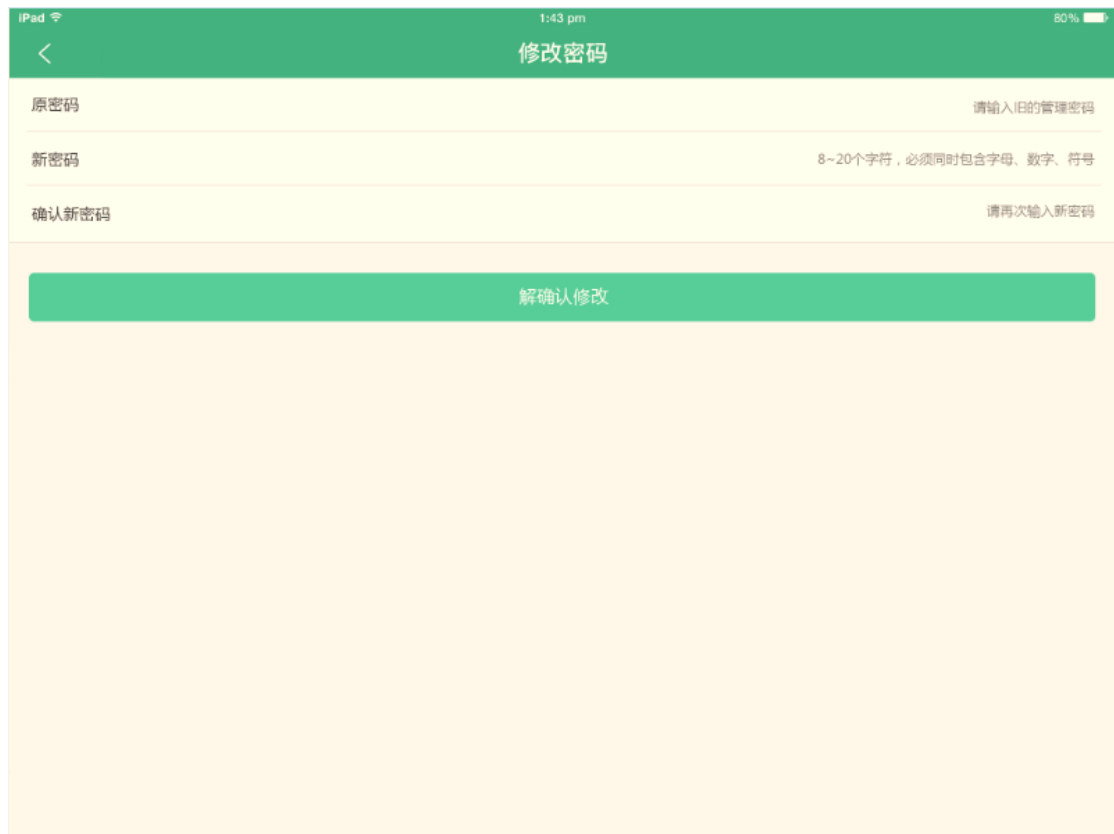 iPad 1:43 pm 80%
修改密码
原密码 请输入旧的管理密码
新密码 8~20个字符，必须同时包含字母、数字、符号
确认新密码 请再次输入新密码
解确认修改